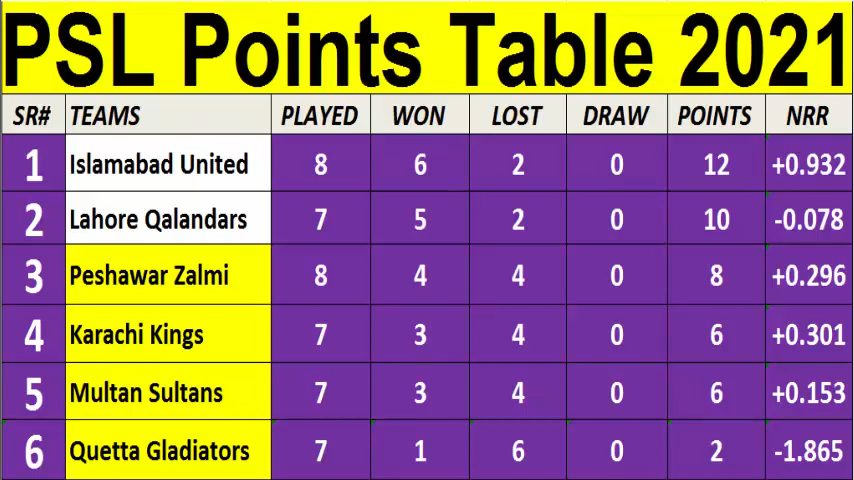 PSL Points Table 2021
SR# TEAMS PLAYED WON LOST DRAW POINTS NRR
1 Islamabad United 8 6 2 0 12 +0.932
2 Lahore Qalandars 7 5 2 0 10 -0.078
3 Peshawar Zalmi 8 4 4 0 8 +0.296
4 Karachi Kings 7 3 4 0 6 +0.301
5 Multan Sultans 7 3 4 0 6 +0.153
6 Quetta Gladiators 7 1 6 0 2 -1.865